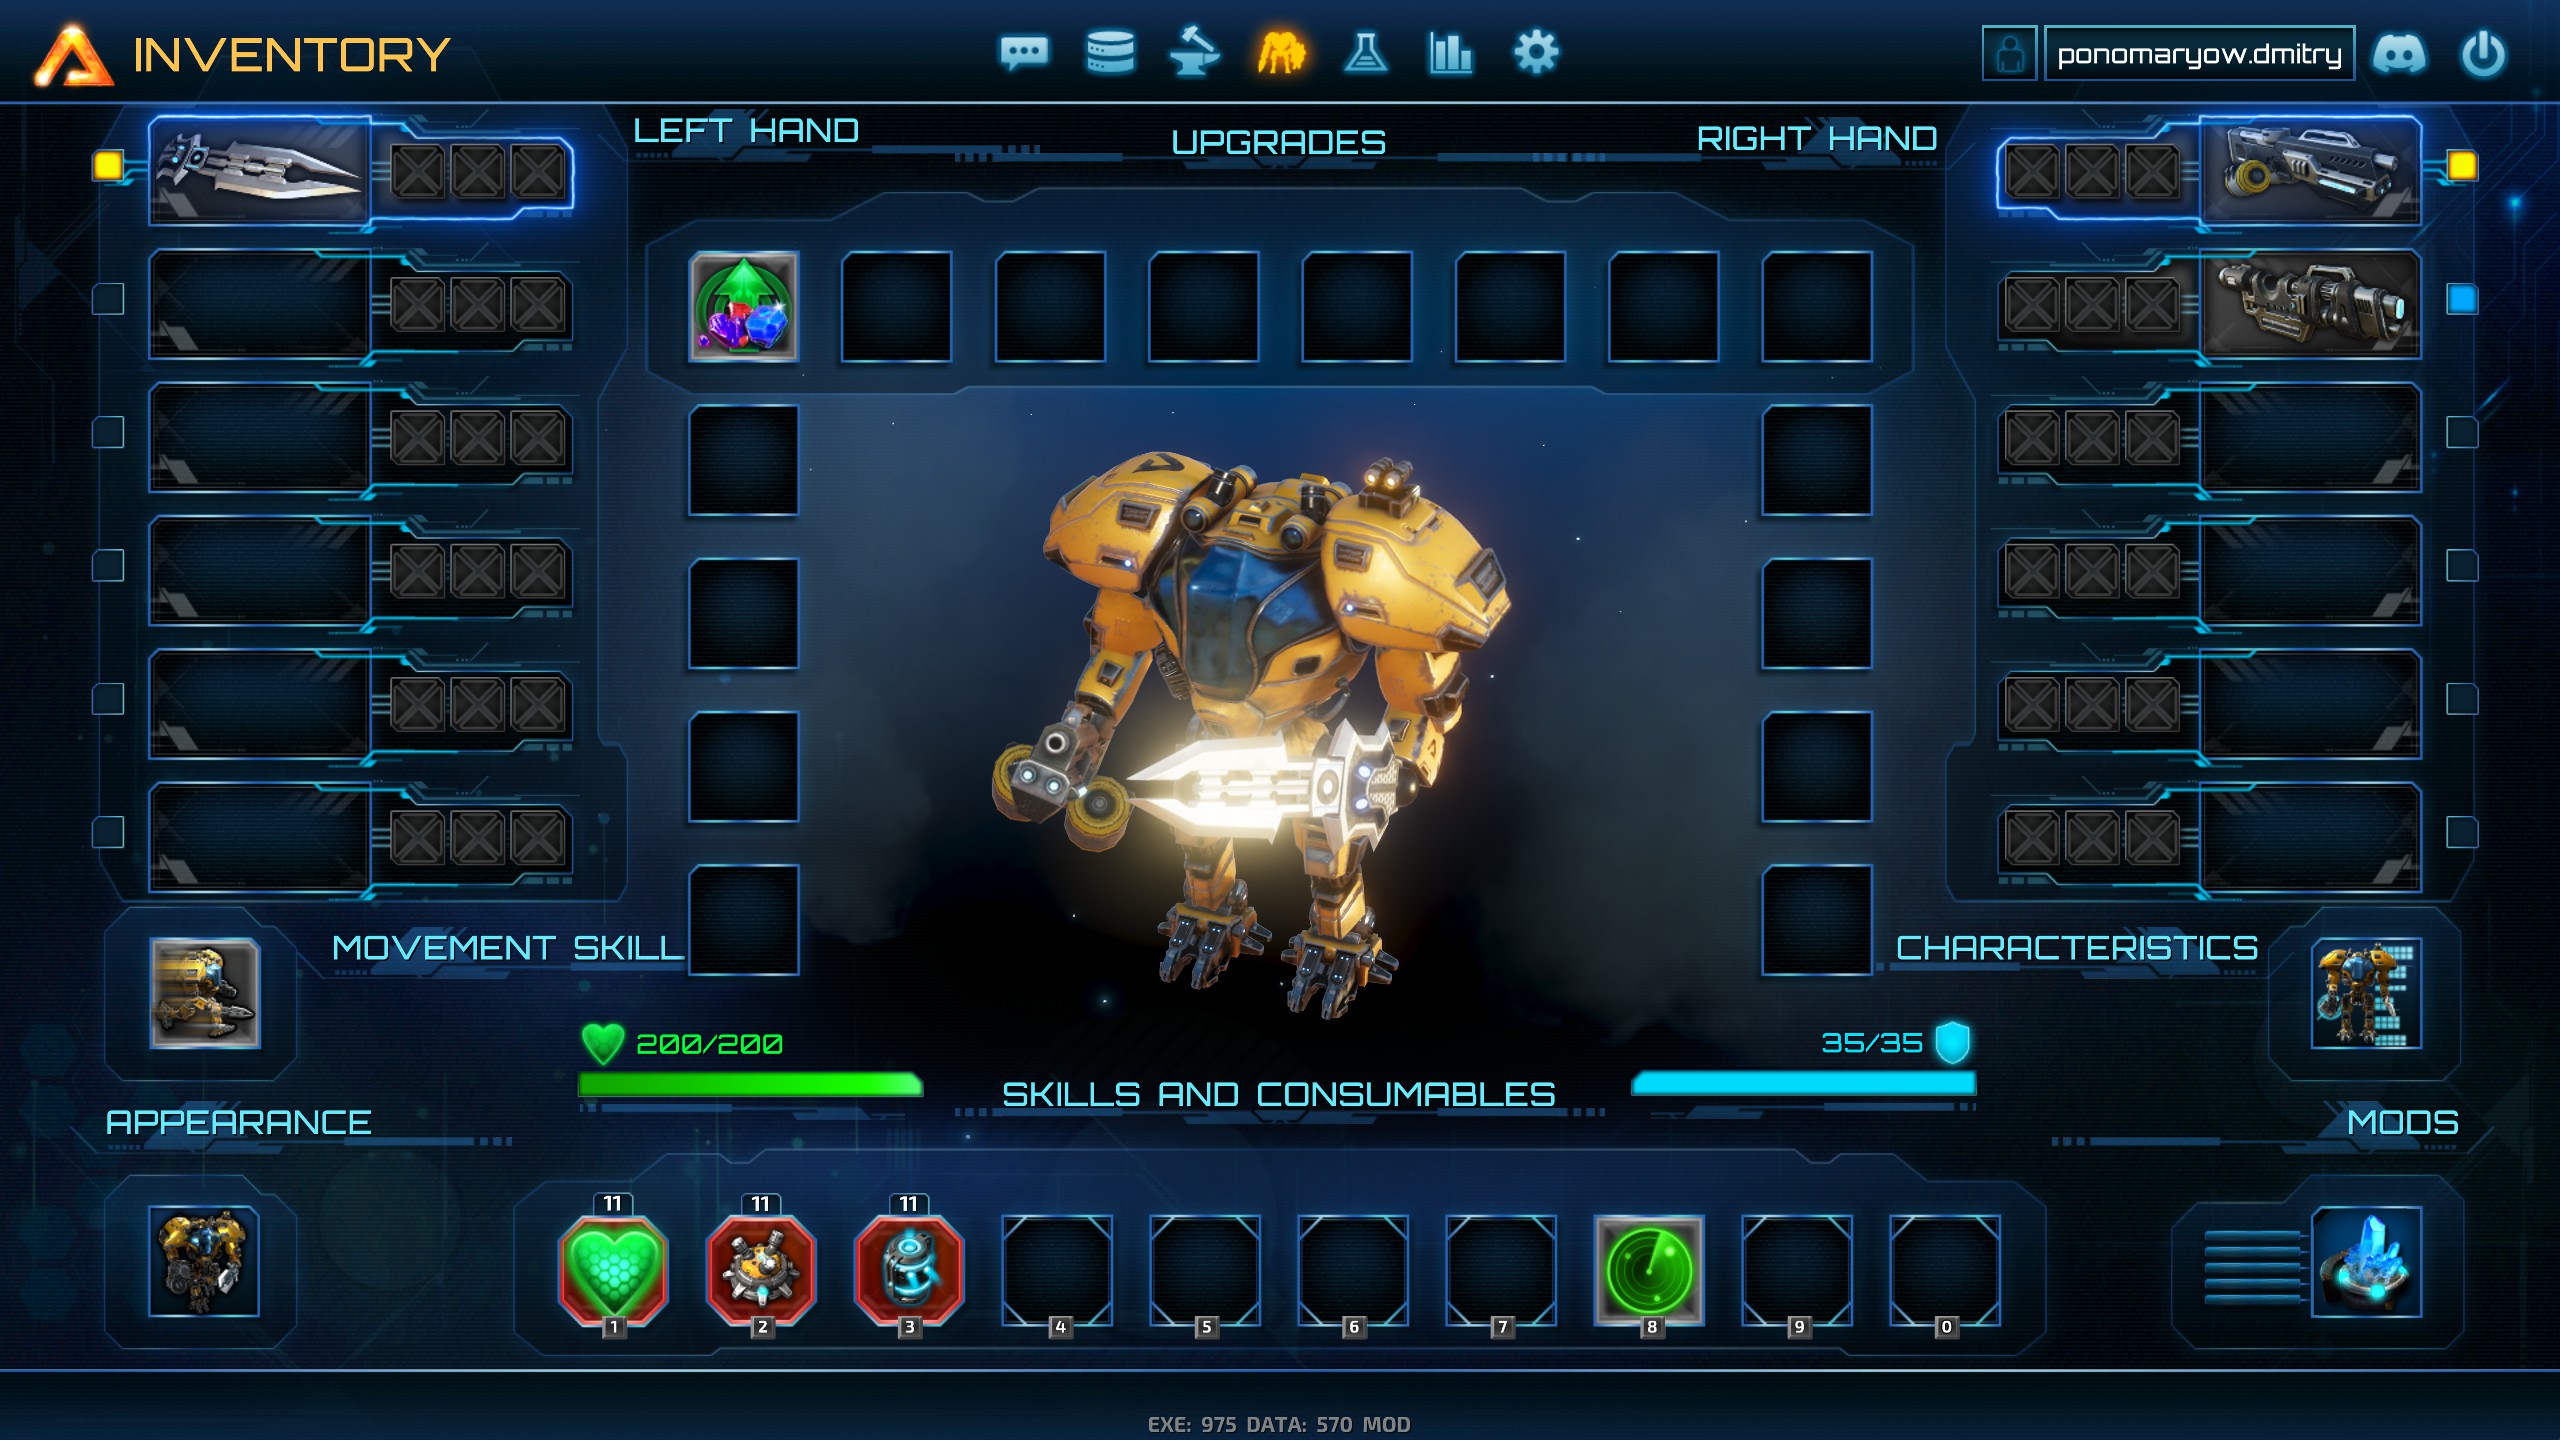 INVENTORY
ponomaryow.dmitry
LEFT HAND
UPGRADES
RIGHT HAND
MOVEMENT SKILL
CHARACTERISTICS
200/200
35/35
SKILLS AND CONSUMABLES
APPEARANCE
MODS
11
11
11
1
2
3
4
5
6
7
8
9
0
EXE: 975 DATA: 570 MOD